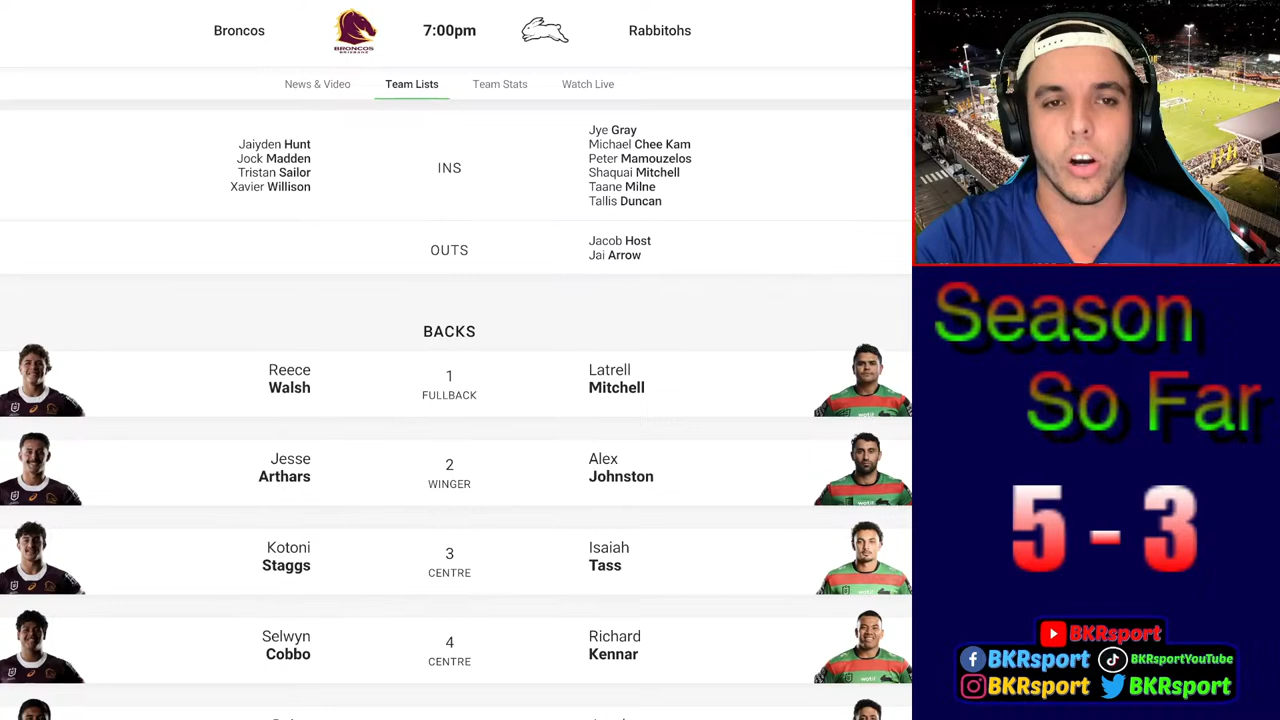 Broncos
BRONCOS
7:00pm
Rabbitohs
News & Video
Team Lists
Team Stats
Watch Live
Jaiyden Hunt
Jock Madden
Tristan Sailor
Xavier Willison
INS
Jye Gray
Michael Chee Kam
Peter Mamouzelos
Shaquai Mitchell
Taane Milne
Tallis Duncan
OUTS
Jacob Host
Jai Arrow
BACKS
Reece
Walsh
1
FULLBACK
Latrell
Mitchell
Jesse
Arthars
2
WINGER
Alex
Johnston
Kotoni
Staggs
3
CENTRE
Isaiah
Tass
Selwyn
Cobbo
4
CENTRE
Richard
Kennar
Season
So Far
5 - 3
BKRsport
BKRsport
BKRsportYouTube
BKRsport
BKRsport